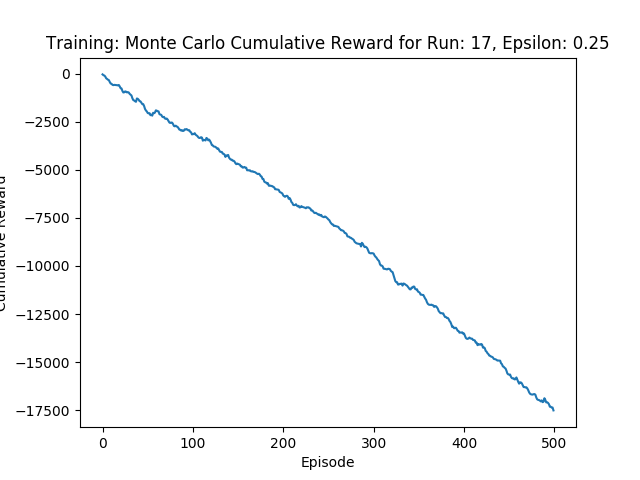 Training: Monte Carlo Cumulative Reward for Run: 17, Epsilon: 0.25
0
−2500
−5000
−7500
−10000
−12500
−15000
−17500
Cumulative Reward
0 100 200 300 400 500
Episode